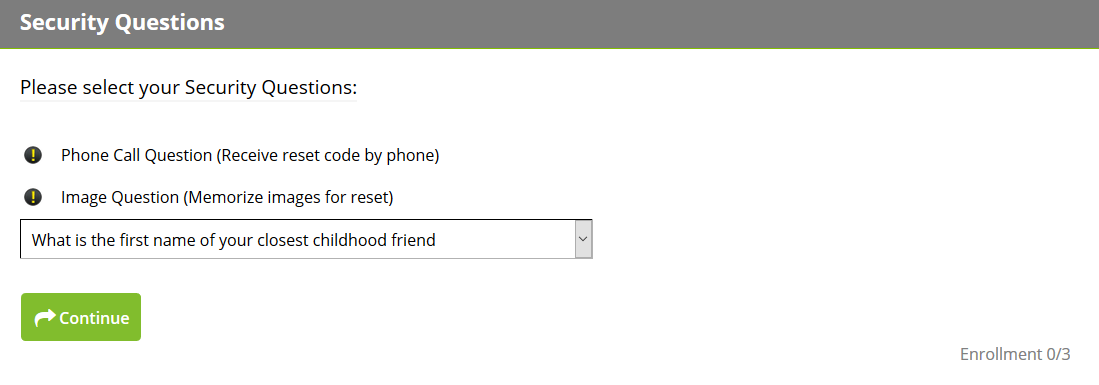 Security Questions
Please select your Security Questions:
Phone Call Question (Receive reset code by phone)
Image Question (Memorize images for reset)
What is the first name of your closest childhood friend
Continue
Enrollment 0/3